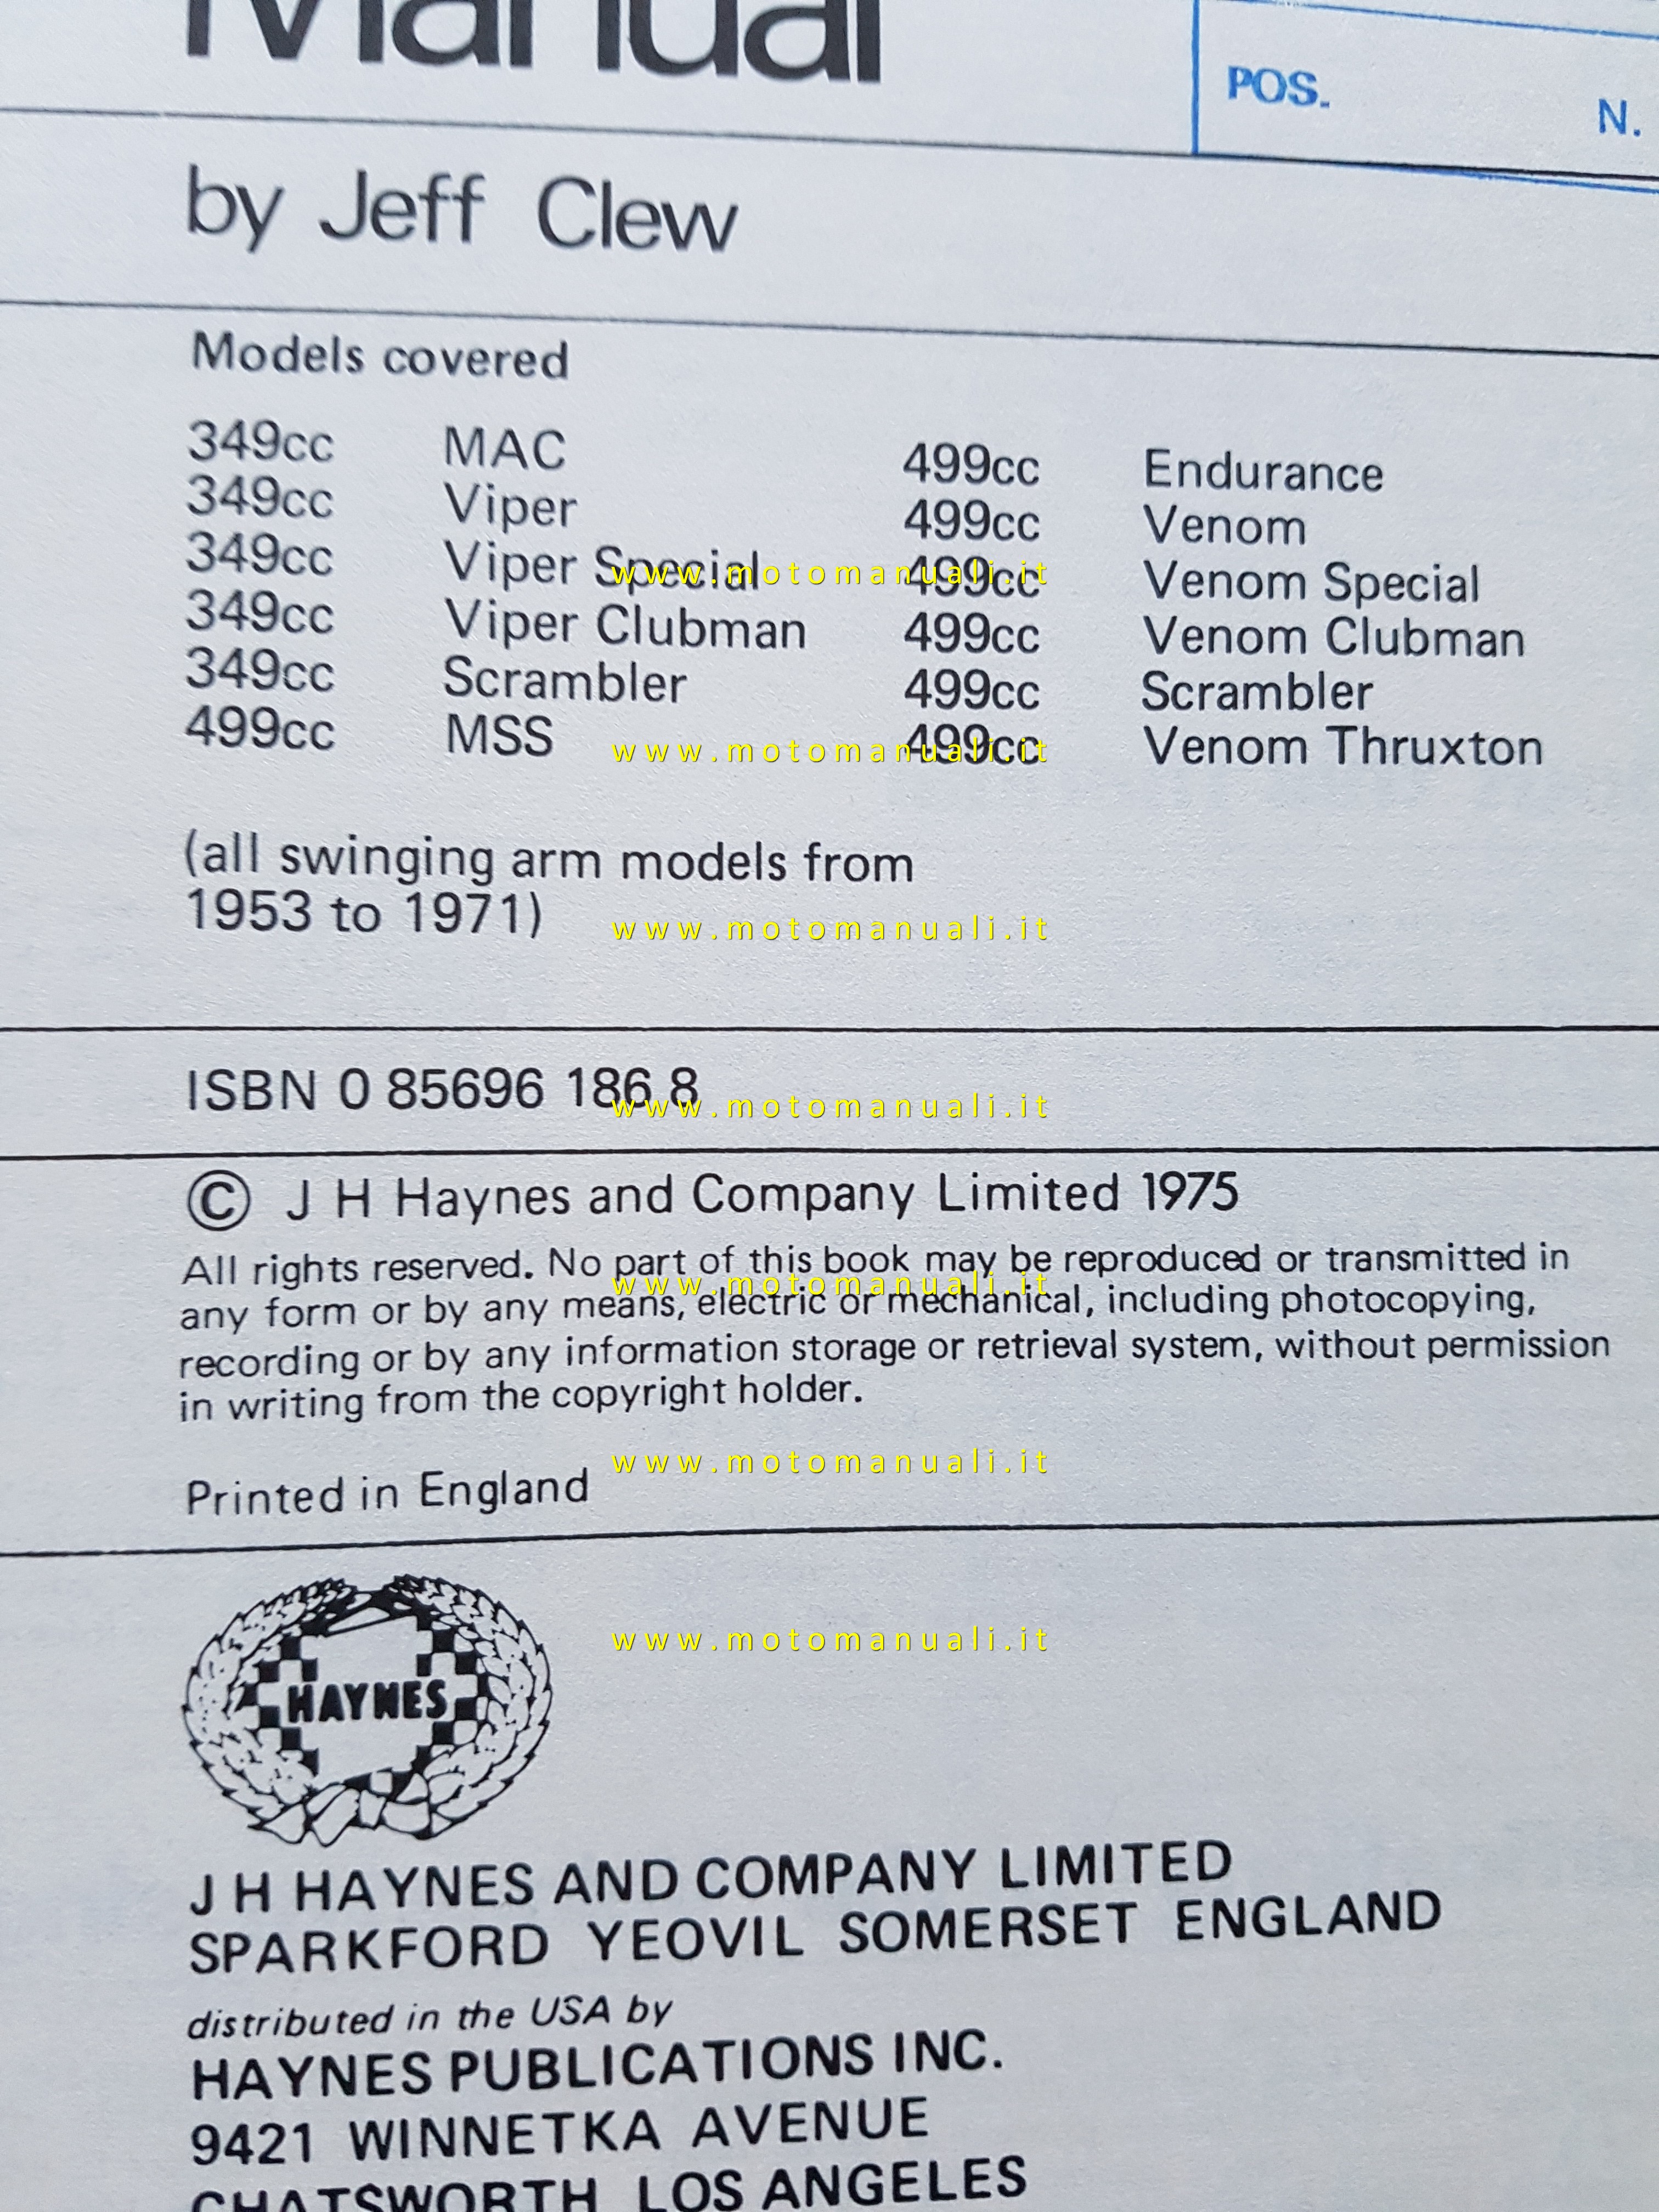 Manual
POS.
N.
by Jeff Clew
Models covered
349cc MAC
349cc Viper
349cc Viper Special
349cc Viper Clubman
349cc Scrambler
499cc MSS
499cc Endurance
499cc Venom
499cc Venom Special
499cc Venom Clubman
499cc Scrambler
499cc Venom Thruxton
www.motomanuali.it
www.motomanuali.it
(all swinging arm models from
1953 to 1971)
www.motomanuali.it
ISBN 0 85696 186 8
www.motomanuali.it
© J H Haynes and Company Limited 1975
All rights reserved. No part of this book may be reproduced or transmitted in
www.motomanuali.it
any form or by any means, electric or mechanical, including photocopying,
recording or by any information storage or retrieval system, without permission
in writing from the copyright holder.
www.motomanuali.it
Printed in England
www.motomanuali.it
HAYNES
J H HAYNES AND COMPANY LIMITED
SPARKFORD YEOVIL SOMERSET ENGLAND
distributed in the USA by
HAYNES PUBLICATIONS INC.
9421 WINNETKA AVENUE
CHATSWORTH LOS ANGELES